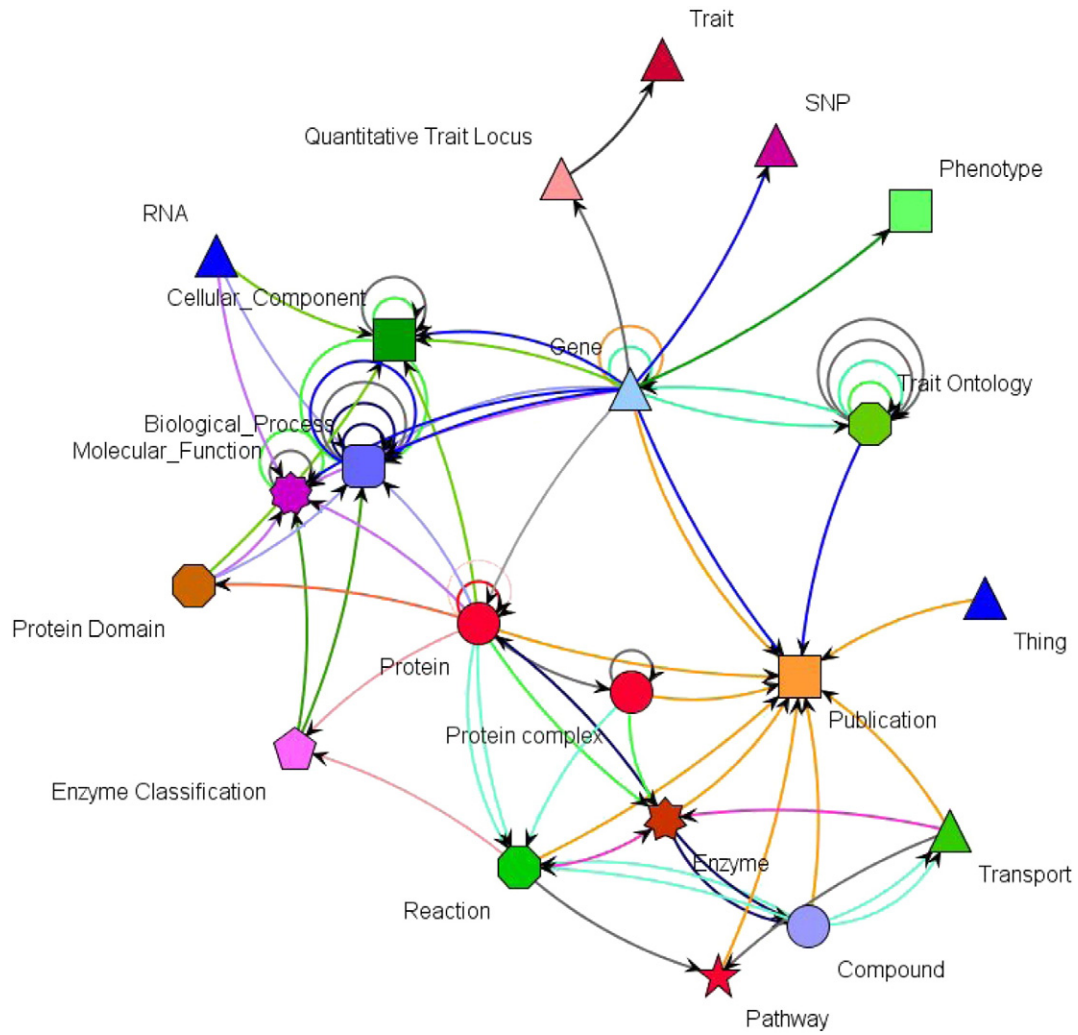 Trait
SNP
Quantitative Trait Locus
Phenotype
RNA
Cellular_Component
Gene
Trait Ontology
Biological_Process
Molecular_Function
Protein Domain
Thing
Protein
Publication
Protein complex
Enzyme Classification
Enzyme
Transport
Reaction
Compound
Pathway